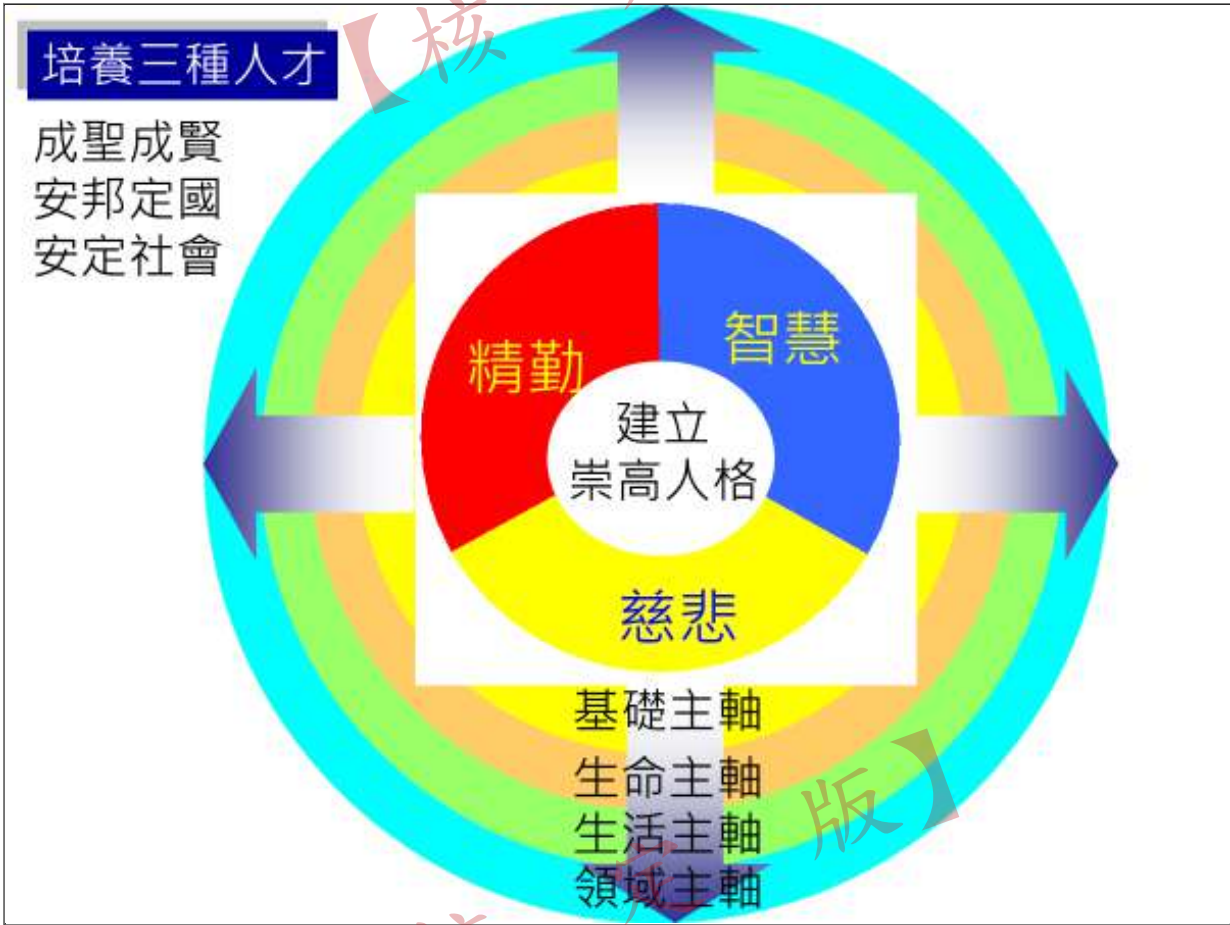 培養三種人才
成聖成賢
安邦定國
安定社會
精勤
智慧
建立
崇高人格
慈悲
基礎主軸
生命主軸
生活主軸
領域主軸
【核
版】